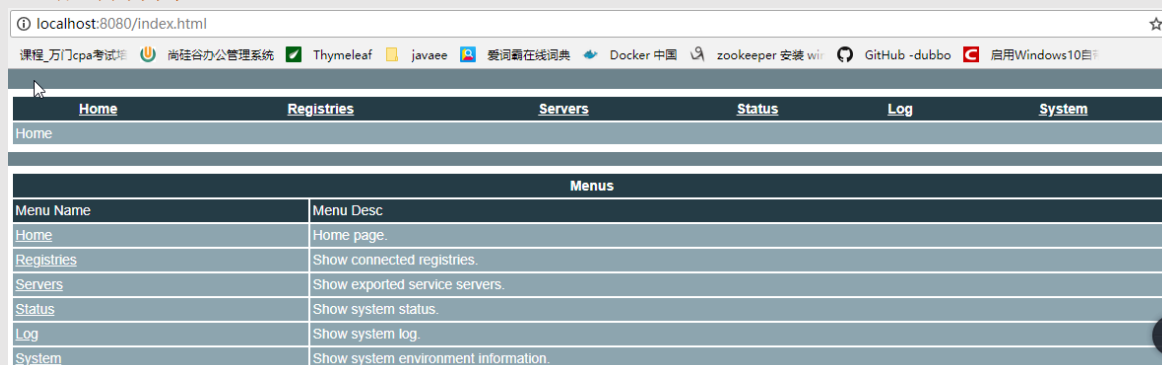 localhost:8080/index.html
课程_万门cpa考试培 尚硅谷办公管理系统 Thymeleaf javaee 爱词霸在线词典 Docker 中国 zookeeper 安装 wi GitHub -dubbo 启用Windows10自
Home Registries Servers Status Log System
Home
Menus
Menu Name Menu Desc
Home Home page.
Registries Show connected registries.
Servers Show exported service servers.
Status Show system status.
Log Show system log.
System Show system environment information.